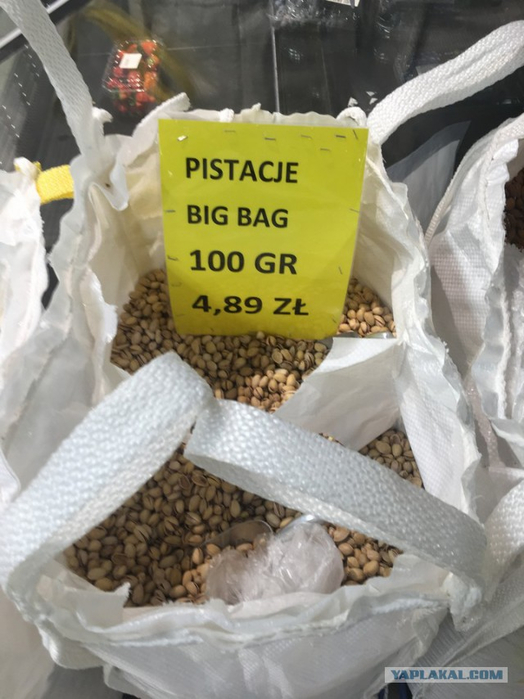 PISTACJE
BIG BAG
100 GR
4,89 ZŁ
YAPLAKAL.COM